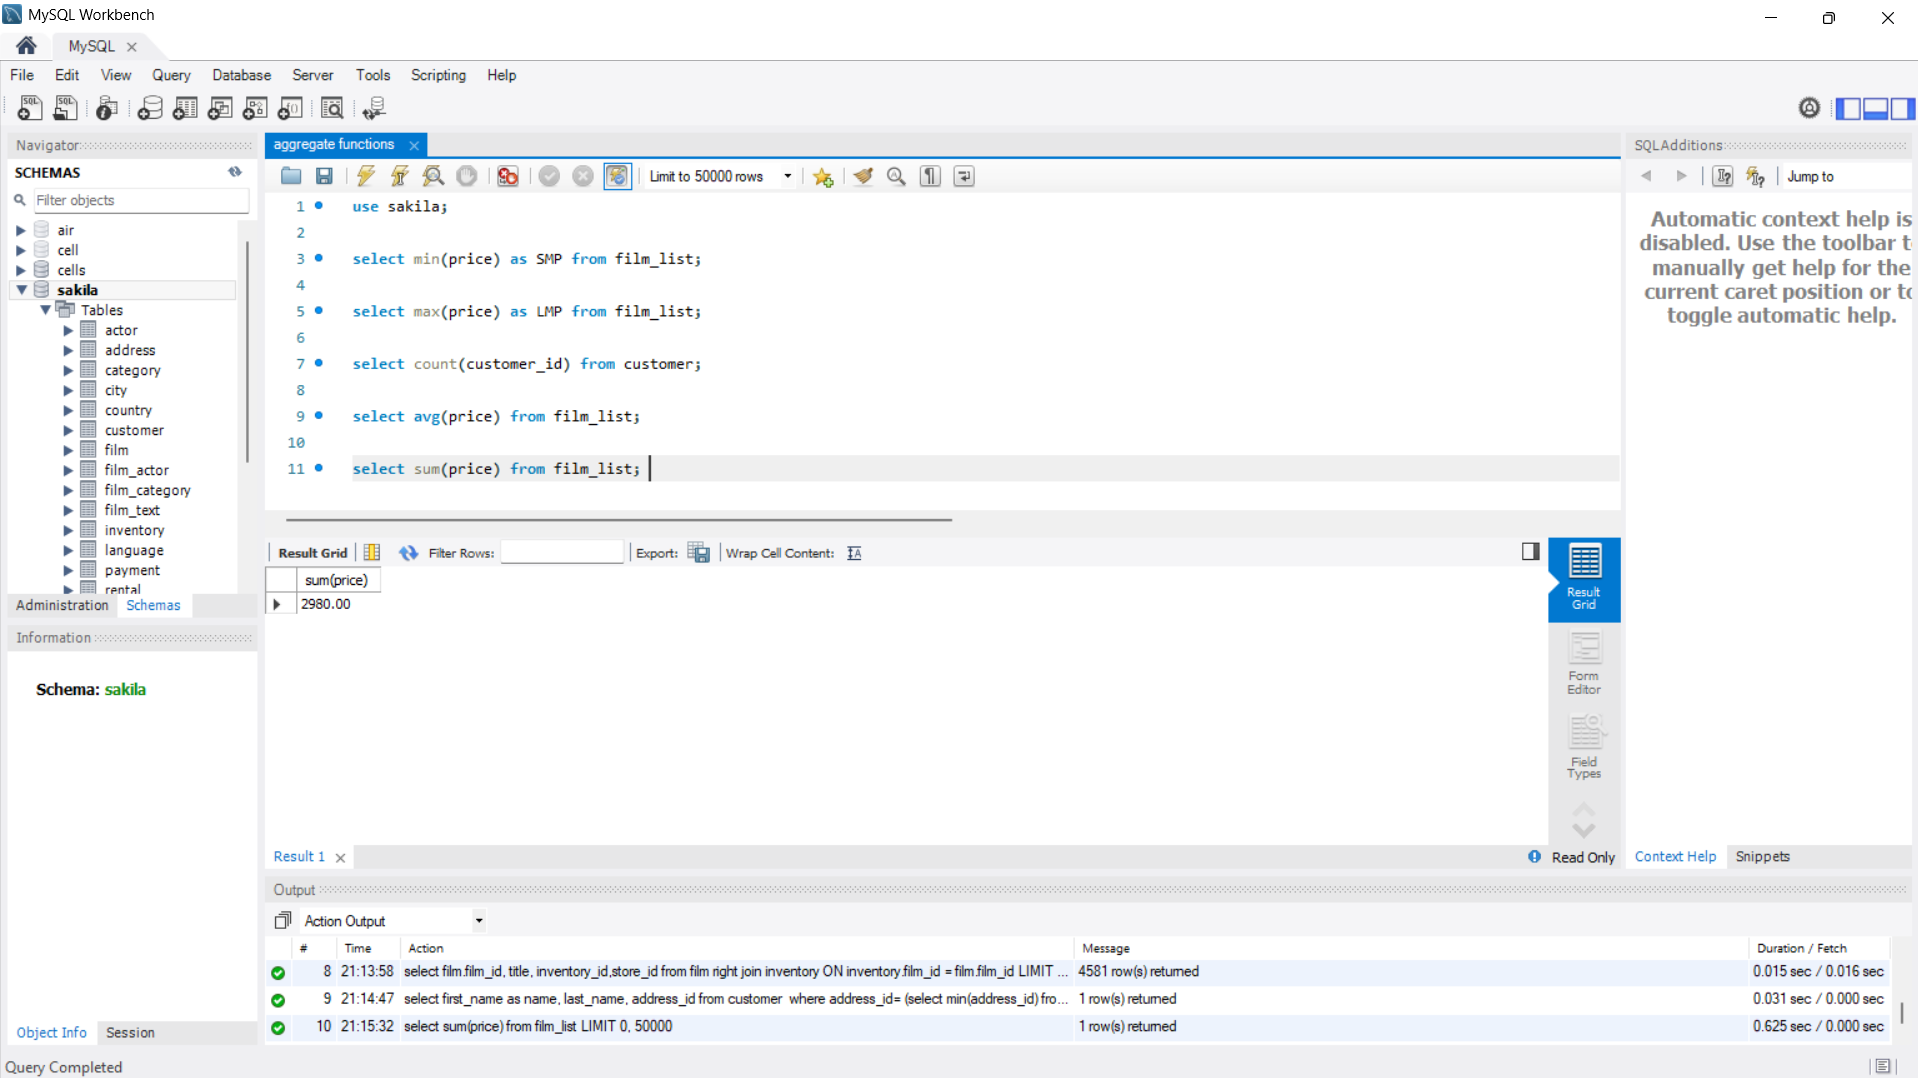 MySQL Workbench
MySQL
File Edit View Query Database Server Tools Scripting Help
Navigator
SCHEMAS
Filter objects
air
cell
cells
sakila
Tables
actor
address
category
city
country
customer
film
film_actor
film_category
film_text
inventory
language
payment
rental
Administration Schemas
Information
Schema: sakila
Object Info Session
Query Completed
aggregate functions
Limit to 50000 rows
1 use sakila;
2
3 select min(price) as SMP from film_list;
4
5 select max(price) as LMP from film_list;
6
7 select count(customer_id) from customer;
8
9 select avg(price) from film_list;
10
11 select sum(price) from film_list;
Result Grid Filter Rows: Export: Wrap Cell Content:
sum(price)
2980.00
Result
Grid
Form
Editor
Field
Types
Result 1
Read Only
SQLAdditions
Jump to
Automatic context help is
disabled. Use the toolbar t
manually get help for the
current caret position or to
toggle automatic help.
Context Help Snippets
Output
Action Output
# Time Action Message Duration / Fetch
8 21:13:58 select film.film_id, title, inventory_id,store_id from film right join inventory ON inventory.film_id = film.film_id LIMIT ... 4581 row(s) returned 0.015 sec / 0.016 sec
9 21:14:47 select first_name as name, last_name, address_id from customer where address_id= (select min(address_id) fro... 1 row(s) returned 0.031 sec / 0.000 sec
10 21:15:32 select sum(price) from film_list LIMIT 0, 50000 1 row(s) returned 0.625 sec / 0.000 sec